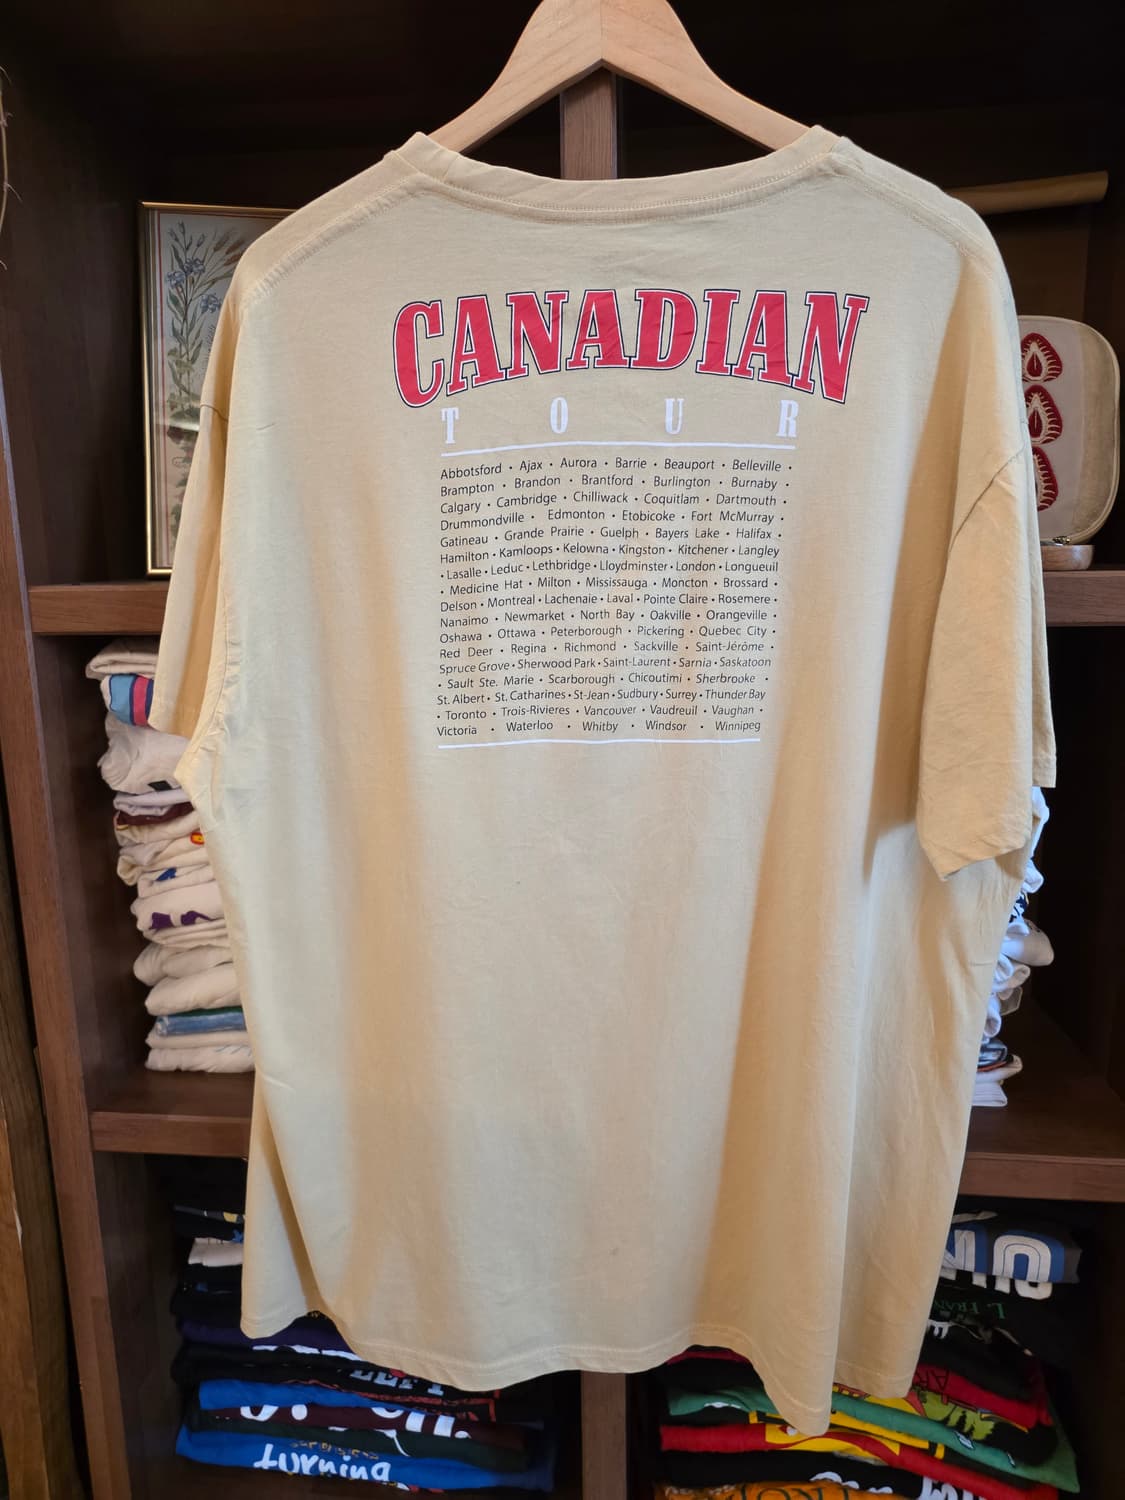 CANADIAN
TOUR
Abbotsford • Ajax • Aurora • Barrie • Beauport • Belleville •
Brampton • Brandon • Brantford • Burlington • Burnaby •
Calgary • Cambridge • Chilliwack • Coquitlam • Dartmouth •
Drummondville • Edmonton • Etobicoke • Fort McMurray •
Gatineau • Grande Prairie • Guelph • Bayers Lake • Halifax •
Hamilton • Kamloops • Kelowna • Kingston • Kitchener • Langley
• Lasalle • Leduc • Lethbridge • Lloydminster • London • Longueuil
• Medicine Hat • Milton • Mississauga • Moncton • Brossard •
Delson • Montreal • Lachenaie • Laval • Pointe Claire • Rosemere •
Nanaimo • Newmarket • North Bay • Oakville • Orangeville •
Oshawa • Ottawa • Peterborough • Pickering • Quebec City •
Red Deer • Regina • Richmond • Sackville • Saint-Jérôme •
Spruce Grove • Sherwood Park • Saint-Laurent • Sarnia • Saskatoon
• Sault Ste. Marie • Scarborough • Chicoutimi • Sherbrooke •
St. Albert • St. Catharines • St-Jean • Sudbury • Surrey • Thunder Bay
• Toronto • Trois-Rivieres • Vancouver • Vaudreuil • Vaughan •
Victoria • Waterloo • Whitby • Windsor • Winnipeg
turning